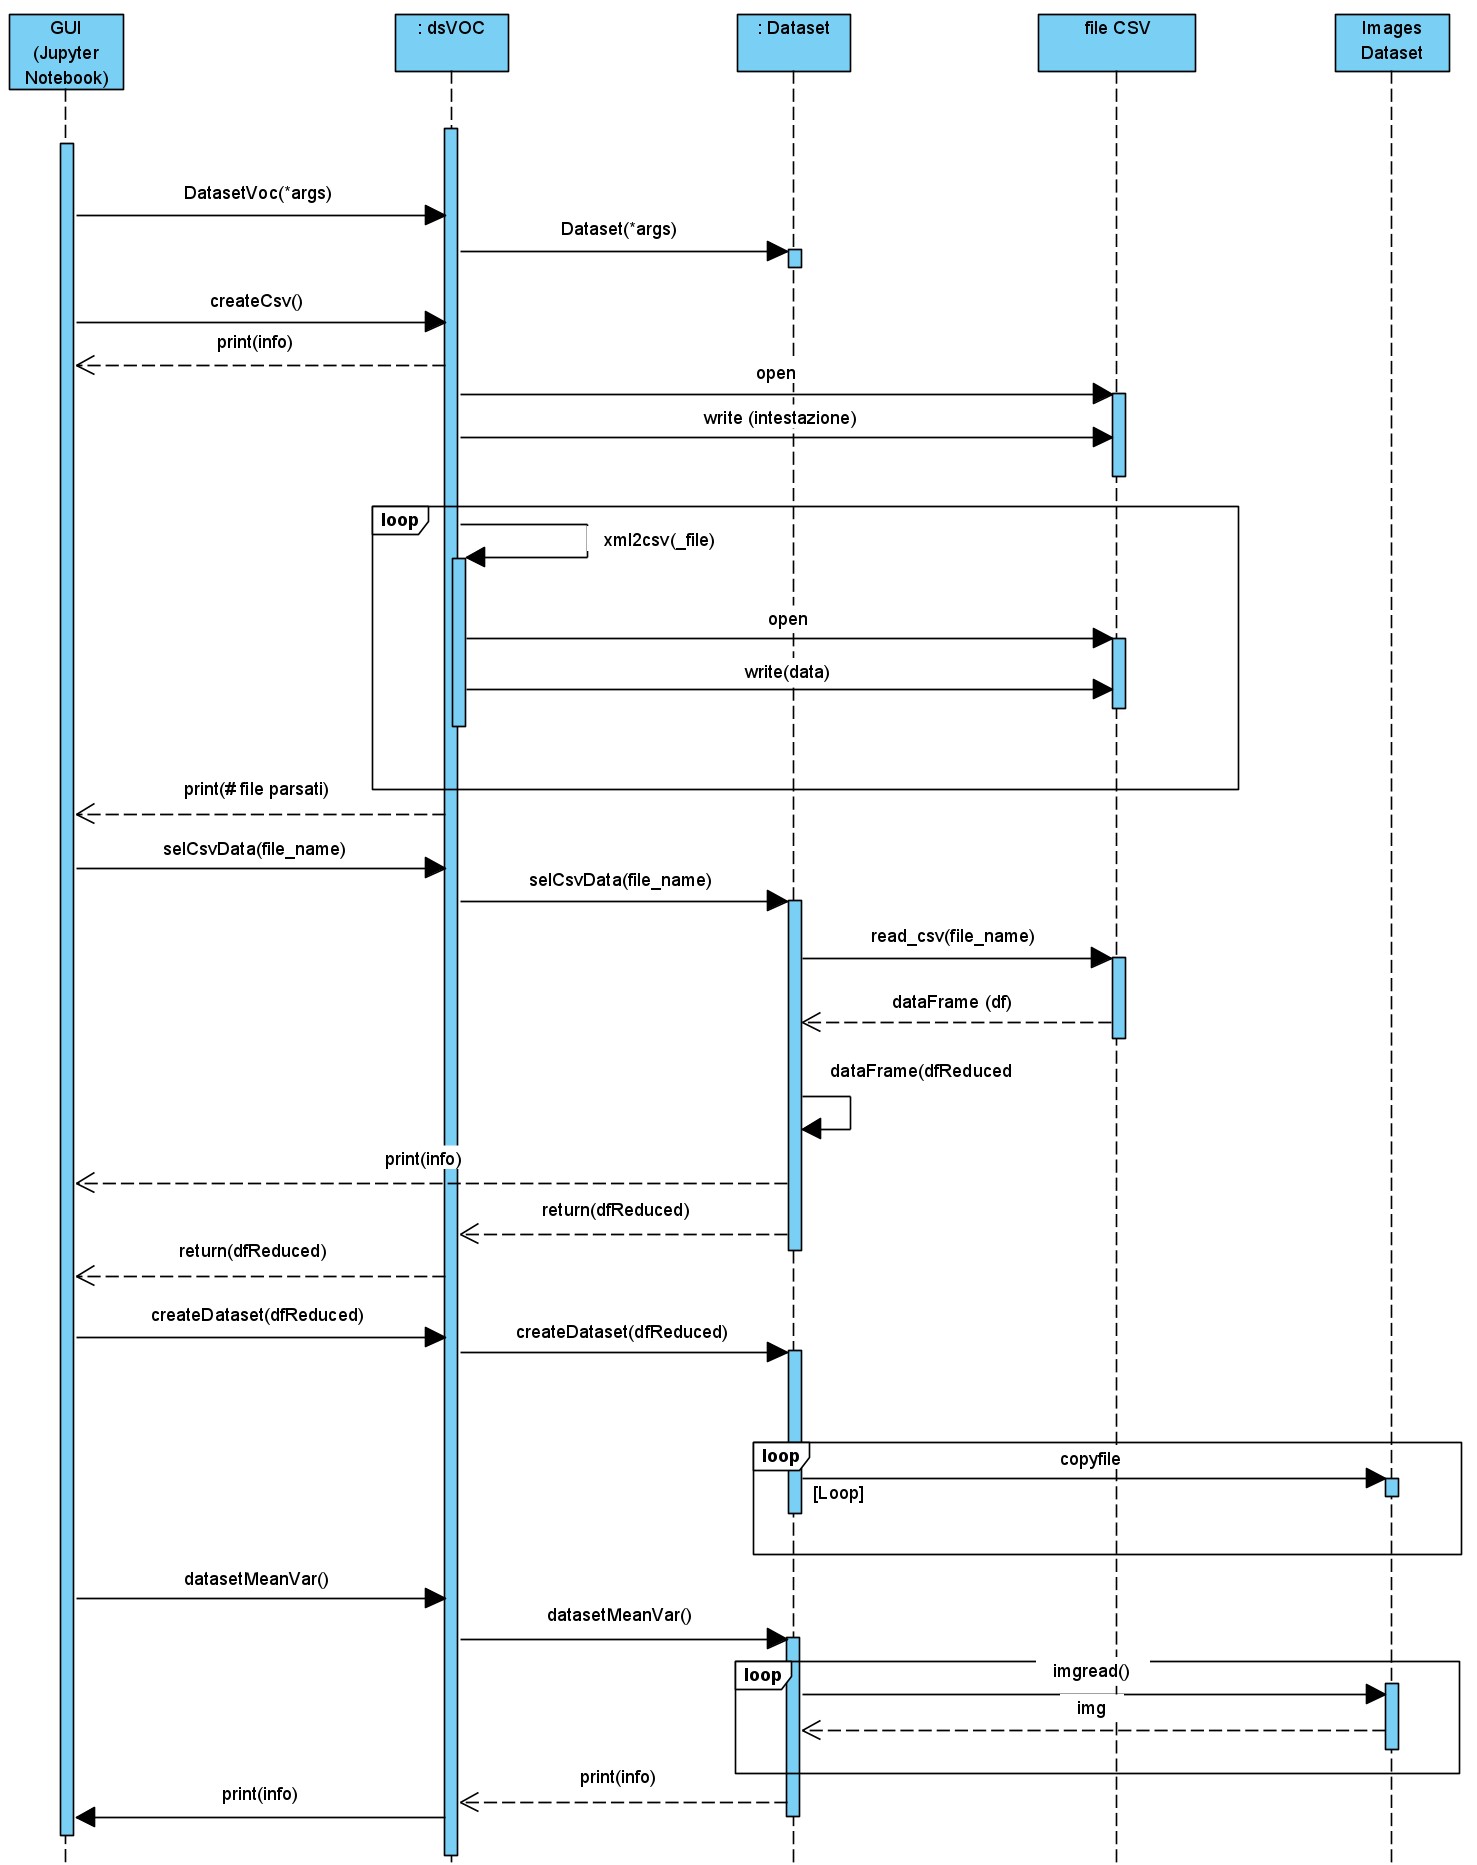 GUI
(Jupyter
Notebook)
: dsVOC
: Dataset
file CSV
Images
Dataset
DatasetVoc(*args)
Dataset(*args)
createCsv()
print(info)
open
write (intestazione)
loop
xml2csv(_file)
open
write(data)
print(# file parsati)
selCsvData(file_name)
selCsvData(file_name)
read_csv(file_name)
dataFrame (df)
dataFrame(dfReduced
print(info)
return(dfReduced)
return(dfReduced)
createDataset(dfReduced)
createDataset(dfReduced)
loop
copyfile
[Loop]
datasetMeanVar()
datasetMeanVar()
loop
imgread()
img
print(info)
print(info)